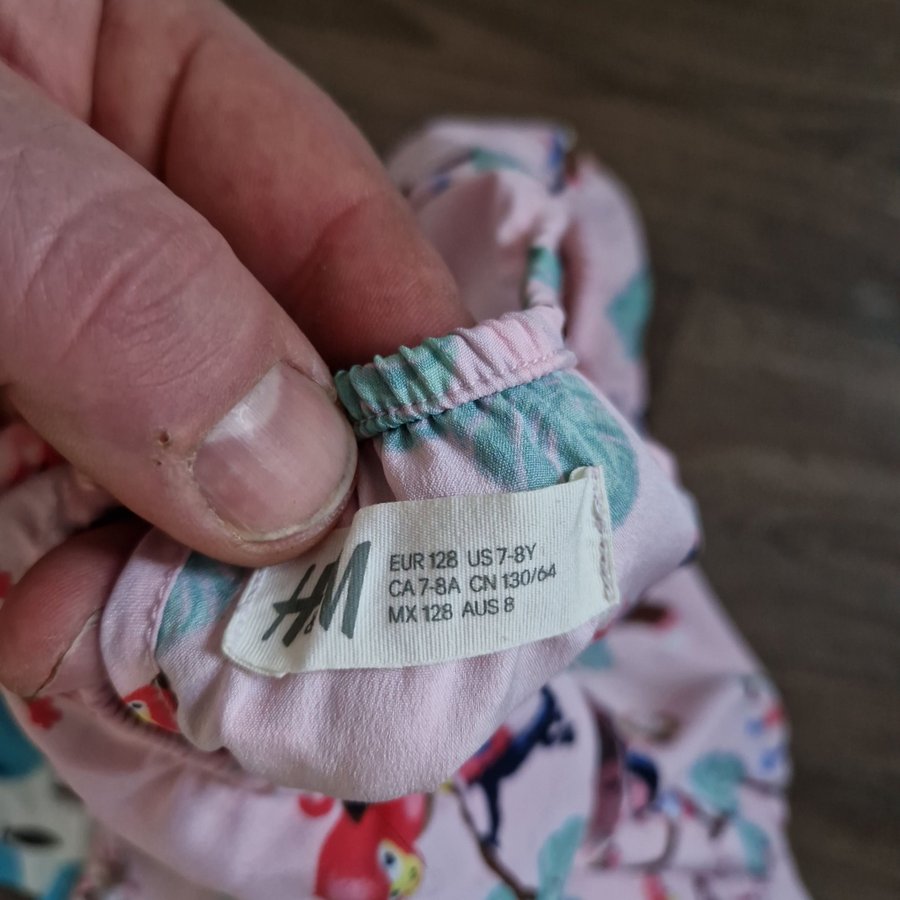 H&M
EUR 128 US 7-8Y
CA 7-8A CN 130/64
MX 128 AUS 8